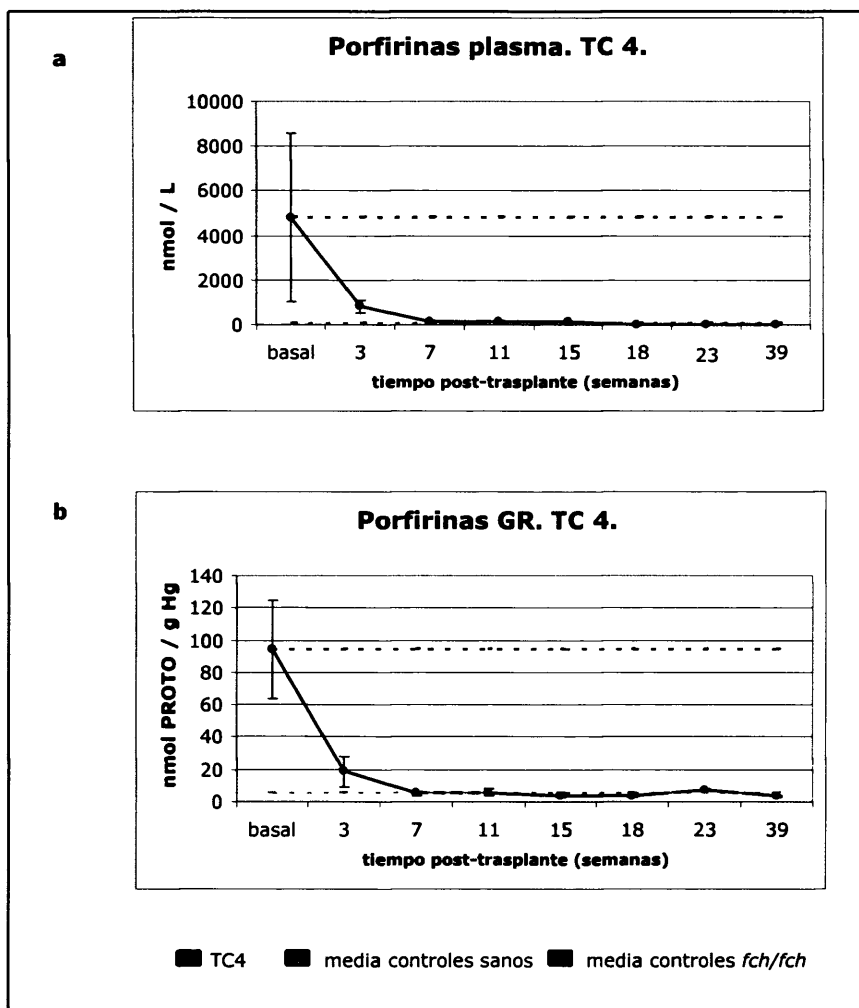 a
Porfirinas plasma. TC 4.
nmol / L
10000
8000
6000
4000
2000
0
basal 3 7 11 15 18 23 39
tiempo post-trasplante (semanas)
b
Porfirinas GR. TC 4.
nmol PROTO / g Hg
140
120
100
80
60
40
20
0
basal 3 7 11 15 18 23 39
tiempo post-trasplante (semanas)
TC4 media controles sanos media controles fch/fch